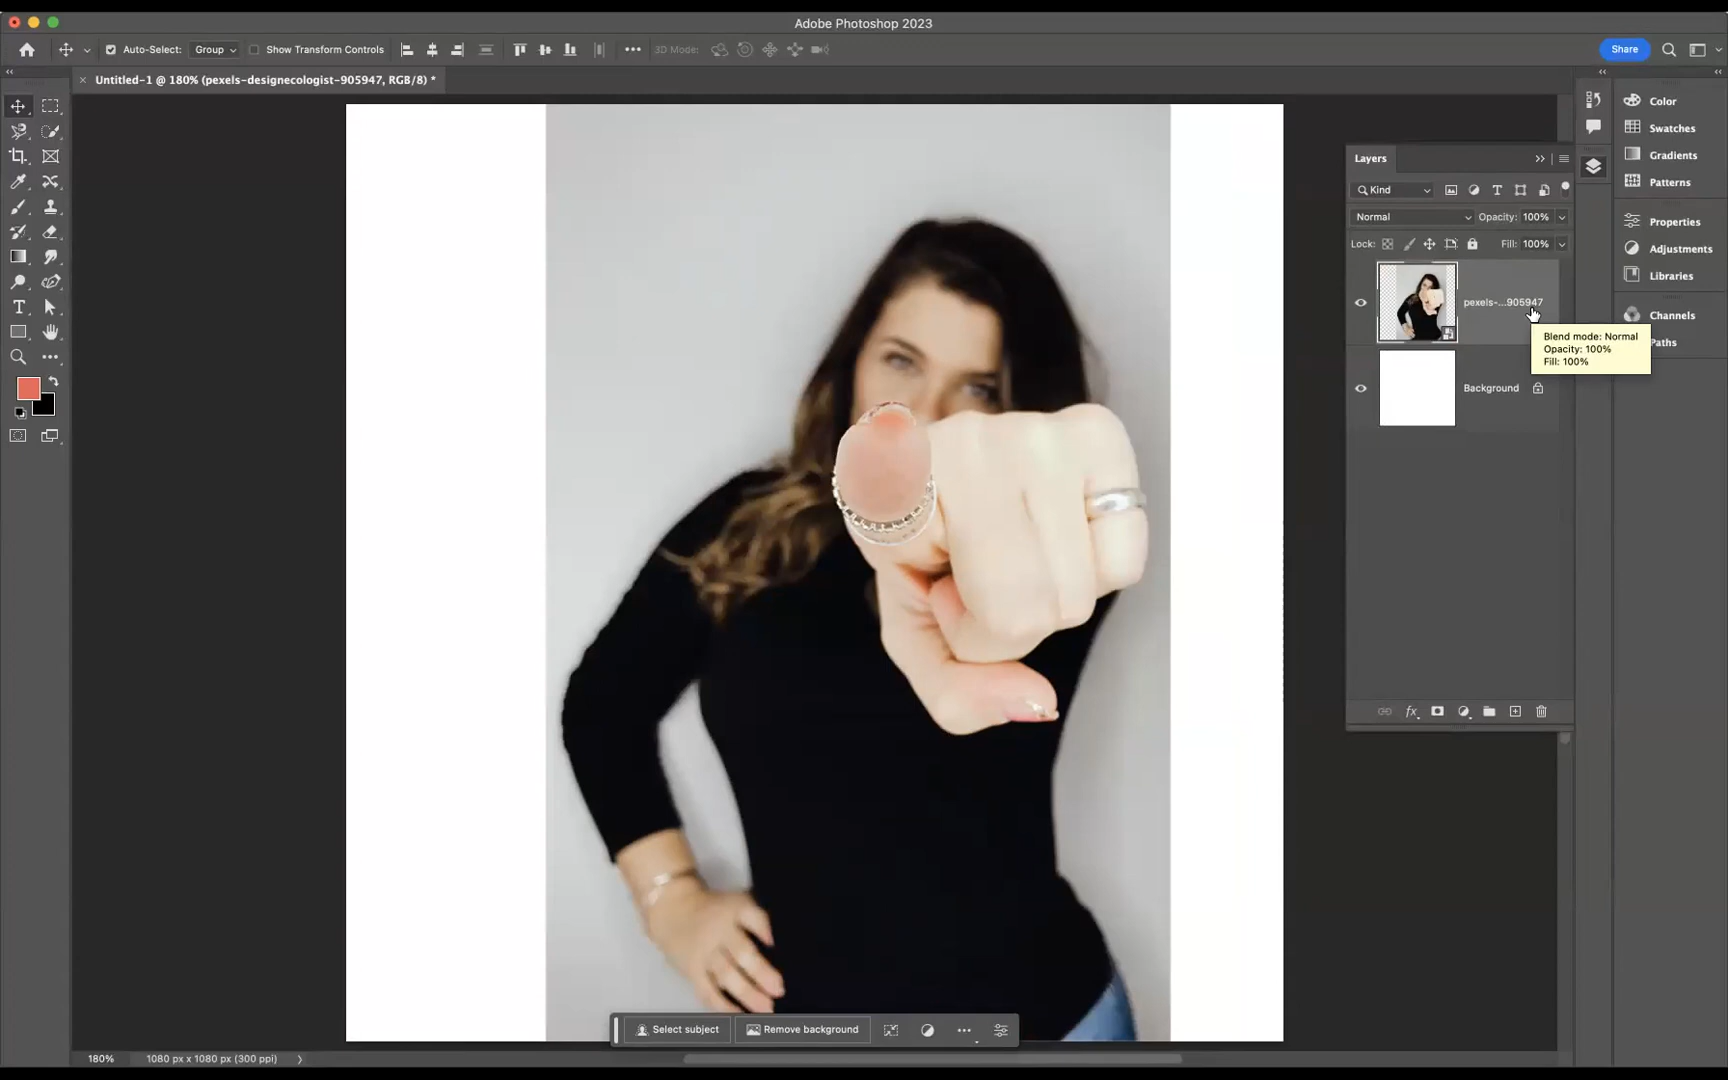 Adobe Photoshop 2023
Auto-Select: Group Show Transform Controls 3D Mode: Share
× Untitled-1 @ 180% (pexels-designecologist-905947, RGB/8) *
Layers
Kind
Normal Opacity: 100%
Lock: Fill: 100%
pexels-...905947
Blend mode: Normal
Opacity: 100%
Fill: 100%
Background
Color
Swatches
Gradients
Patterns
Properties
Adjustments
Libraries
Channels
Paths
Select subject Remove background
180% 1080 px x 1080 px (300 ppi)